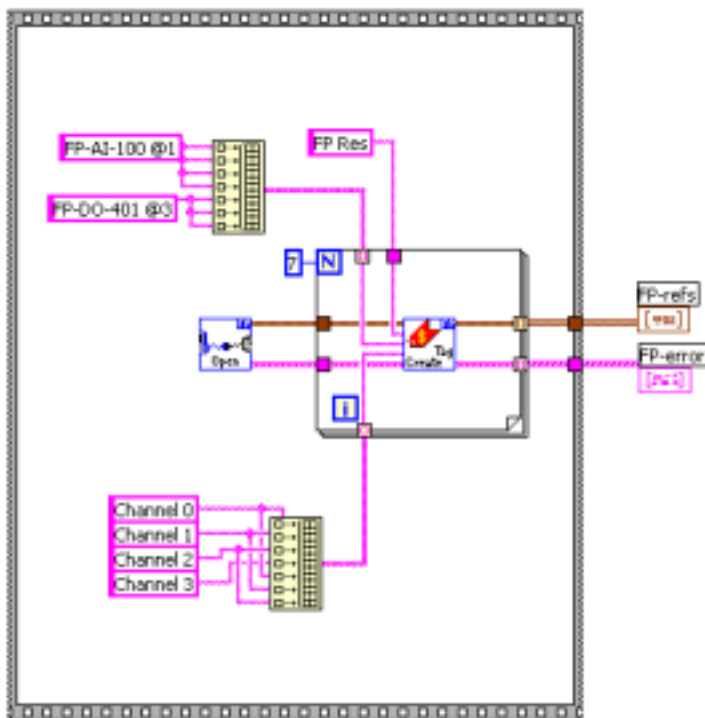 FP-AI-100 @1
FP Res
FP-DO-401 @3
7 N
FP-refs
Open
Tag
Create
FP-error
i
Channel 0
Channel 1
Channel 2
Channel 3